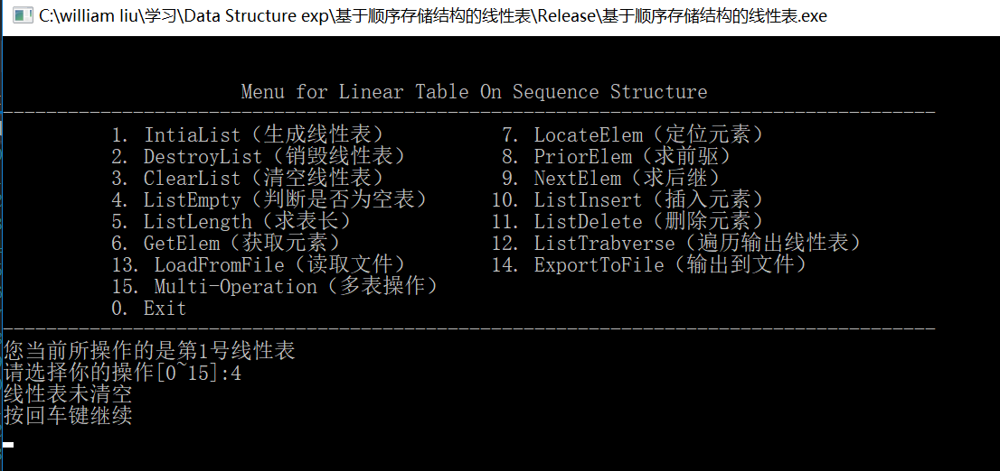 C:\william liu\学习\Data Structure exp\基于顺序存储结构的线性表\Release\基于顺序存储结构的线性表.exe
Menu for Linear Table On Sequence Structure
-------------------------------------------------------------------------------------
1. IntiaList（生成线性表） 7. LocateElem（定位元素）
2. DestroyList（销毁线性表） 8. PriorElem（求前驱）
3. ClearList（清空线性表） 9. NextElem（求后继）
4. ListEmpty（判断是否为空表） 10. ListInsert（插入元素）
5. ListLength（求表长） 11. ListDelete（删除元素）
6. GetElem（获取元素） 12. ListTrabverse（遍历输出线性表）
13. LoadFromFile（读取文件） 14. ExportToFile（输出到文件）
15. Multi-Operation（多表操作）
0. Exit
-------------------------------------------------------------------------------------
您当前所操作的是第1号线性表
请选择你的操作[0~15]:4
线性表未清空
按回车键继续